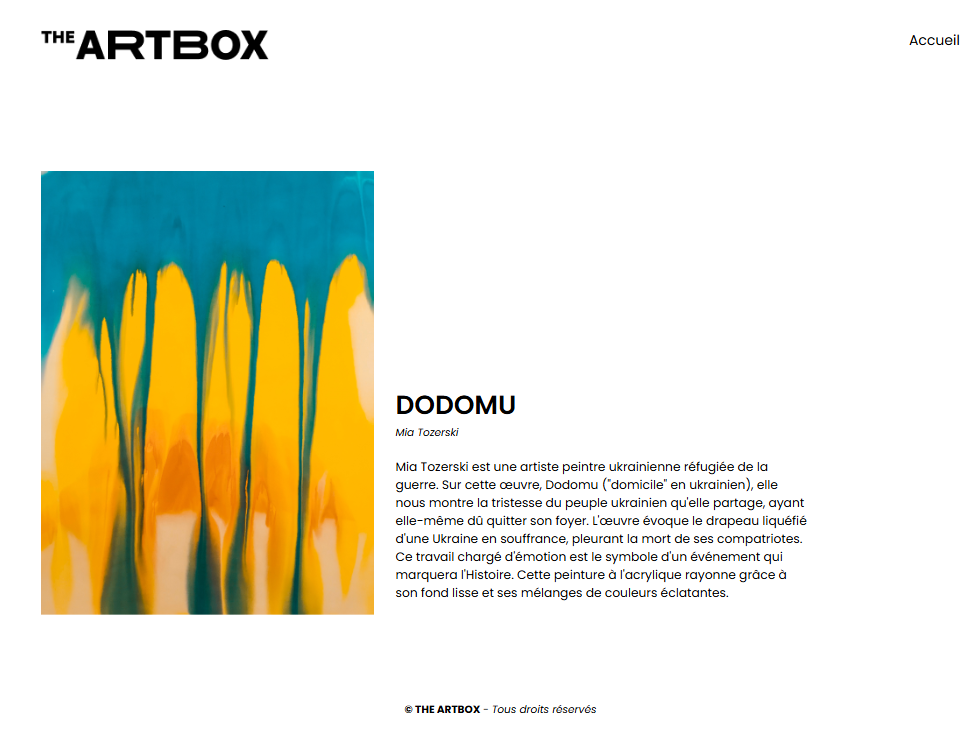 THE ARTBOX
Accueil
DODOMU
Mia Tozerski
Mia Tozerski est une artiste peintre ukrainienne réfugiée de la
guerre. Sur cette œuvre, Dodomu ("domicile" en ukrainien), elle
nous montre la tristesse du peuple ukrainien qu'elle partage, ayant
elle-même dû quitter son foyer. L'œuvre évoque le drapeau liquéfié
d'une Ukraine en souffrance, pleurant la mort de ses compatriotes.
Ce travail chargé d'émotion est le symbole d'un événement qui
marquera l'Histoire. Cette peinture à l'acrylique rayonne grâce à
son fond lisse et ses mélanges de couleurs éclatantes.
© THE ARTBOX - Tous droits réservés